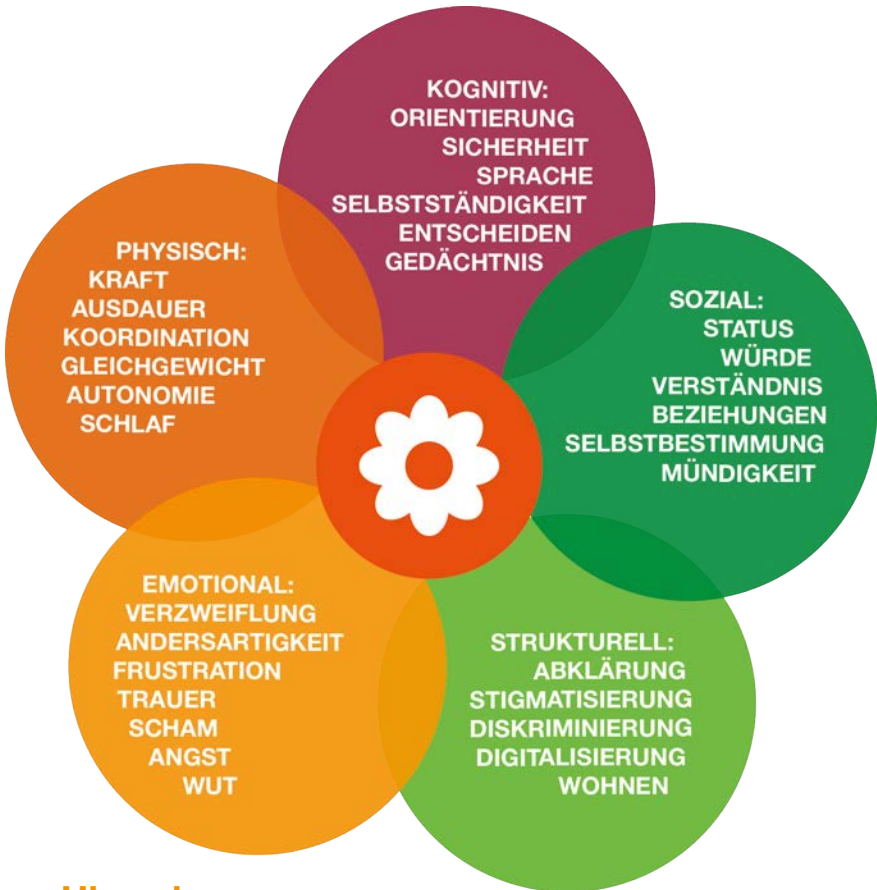 KOGNITIV:
ORIENTIERUNG
SICHERHEIT
SPRACHE
SELBSTSTÄNDIGKEIT
ENTSCHEIDEN
GEDÄCHTNIS
PHYSISCH:
KRAFT
AUSDAUER
KOORDINATION
GLEICHGEWICHT
AUTONOMIE
SCHLAF
SOZIAL:
STATUS
WÜRDE
VERSTÄNDNIS
BEZIEHUNGEN
SELBSTBESTIMMUNG
MÜNDIGKEIT
EMOTIONAL:
VERZWEIFLUNG
ANDERSARTIGKEIT
FRUSTRATION
TRAUER
SCHAM
ANGST
WUT
STRUKTURELL:
ABKLÄRUNG
STIGMATISIERUNG
DISKRIMINIERUNG
DIGITALISIERUNG
WOHNEN